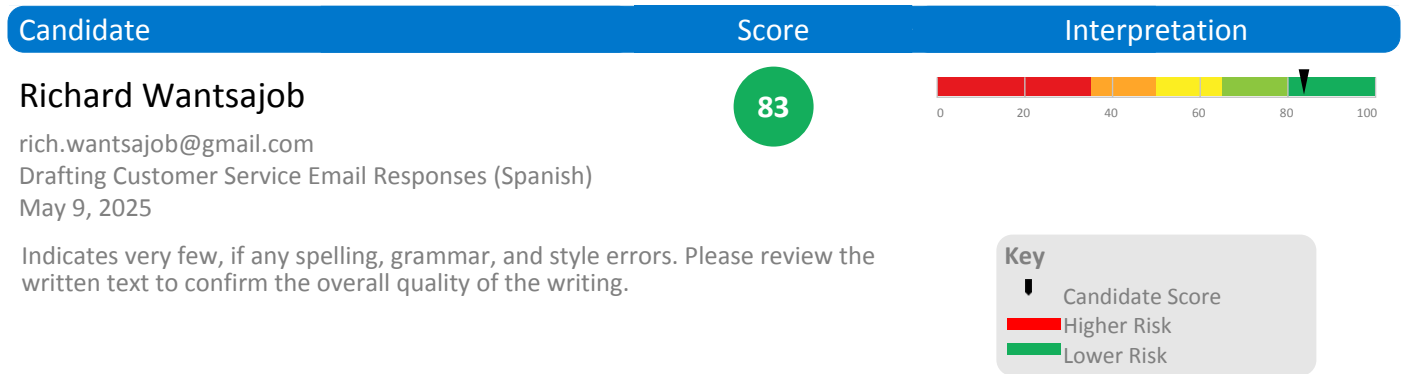 Candidate Score Interpretation
Richard Wantsajob
83
0 20 40 60 80 100
rich.wantsajob@gmail.com
Drafting Customer Service Email Responses (Spanish)
May 9, 2025
Indicates very few, if any spelling, grammar, and style errors. Please review the
written text to confirm the overall quality of the writing.
Key
Candidate Score
Higher Risk
Lower Risk